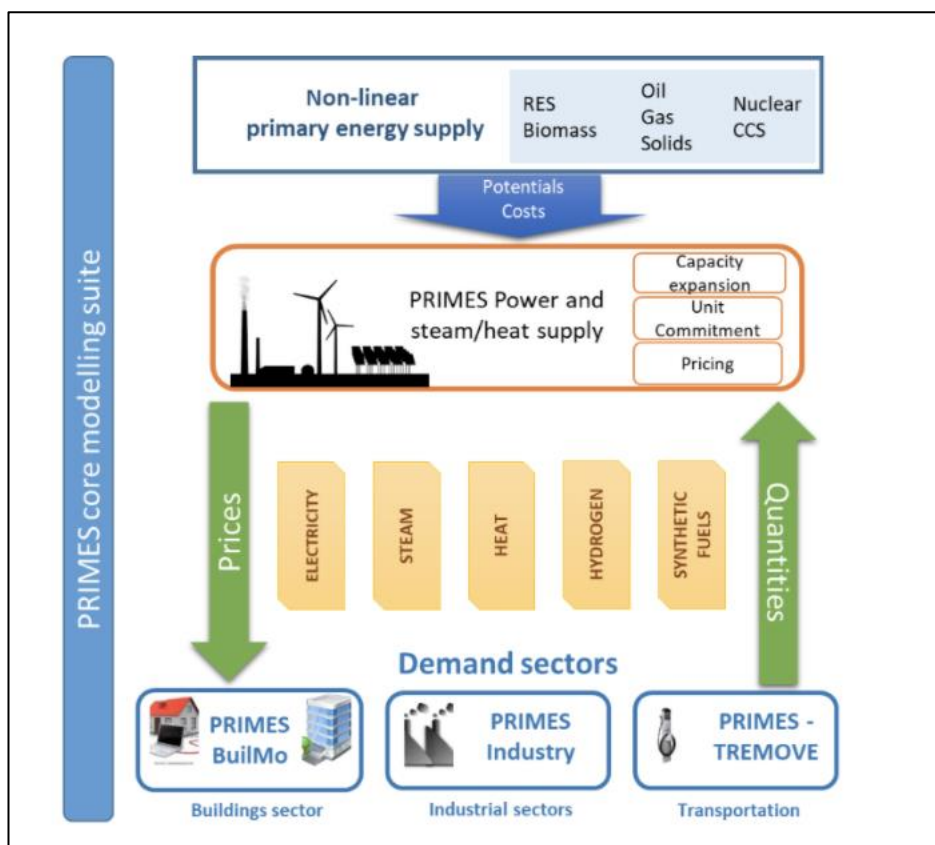 PRIMES core modelling suite
Non-linear
primary energy supply
RES
Biomass
Oil
Gas
Solids
Nuclear
CCS
Potentials
Costs
PRIMES Power and
steam/heat supply
Capacity
expansion
Unit
Commitment
Pricing
Prices
ELECTRICITY
STEAM
HEAT
HYDROGEN
SYNTHETIC
FUELS
Quantities
Demand sectors
PRIMES
BuilMo
PRIMES
Industry
PRIMES -
TREMOVE
Buildings sector
Industrial sectors
Transportation